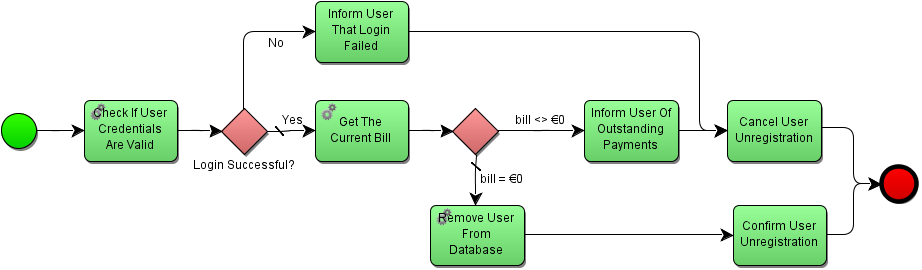 Inform User
That Login
Failed
No
Check If User
Credentials
Are Valid
Login Successful?
Yes
Get The
Current Bill
bill <> €0
bill = €0
Inform User Of
Outstanding
Payments
Cancel User
Unregistration
Remove User
From
Database
Confirm User
Unregistration